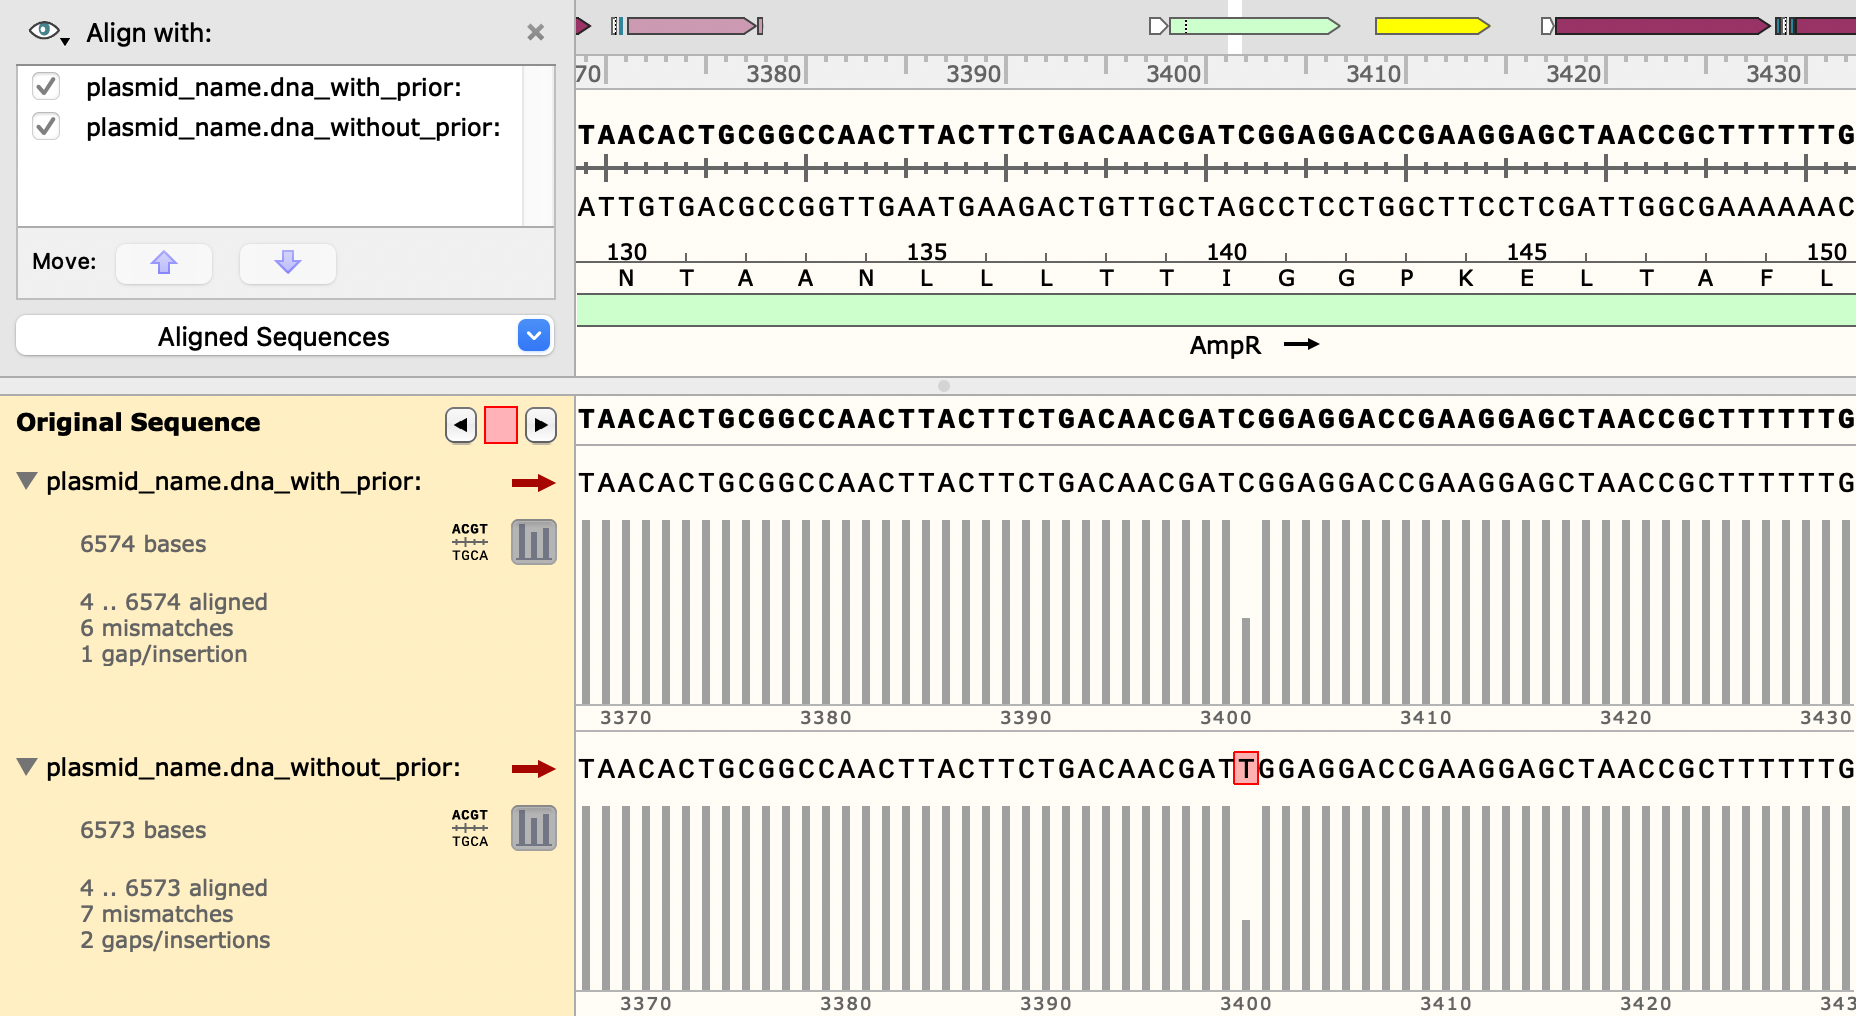 Align with:
plasmid_name.dna_with_prior:
plasmid_name.dna_without_prior:
Move:
Aligned Sequences
70 3380 3390 3400 3410 3420 3430
TAACACTGCGGCCAACTTACTTCTGACAACGATCGGAGGACCGAAGGAGCTAACCGCTTTTTTG
ATTGTGACGCCGGTTGAATGAAGACTGTTGCTAGCCTCCTGGCTTCCTCGATTGGCGAAAAAAC
130 135 140 145 150
N T A A N L L L T T I G G P K E L T A F L
AmpR
Original Sequence
TAACACTGCGGCCAACTTACTTCTGACAACGATCGGAGGACCGAAGGAGCTAACCGCTTTTTTG
plasmid_name.dna_with_prior:
TAACACTGCGGCCAACTTACTTCTGACAACGATCGGAGGACCGAAGGAGCTAACCGCTTTTTTG
6574 bases
ACGT
TGCA
4 .. 6574 aligned
6 mismatches
1 gap/insertion
3370 3380 3390 3400 3410 3420 3430
plasmid_name.dna_without_prior:
TAACACTGCGGCCAACTTACTTCTGACAACGATTGGAGGACCGAAGGAGCTAACCGCTTTTTTG
6573 bases
ACGT
TGCA
4 .. 6573 aligned
7 mismatches
2 gaps/insertions
3370 3380 3390 3400 3410 3420 343